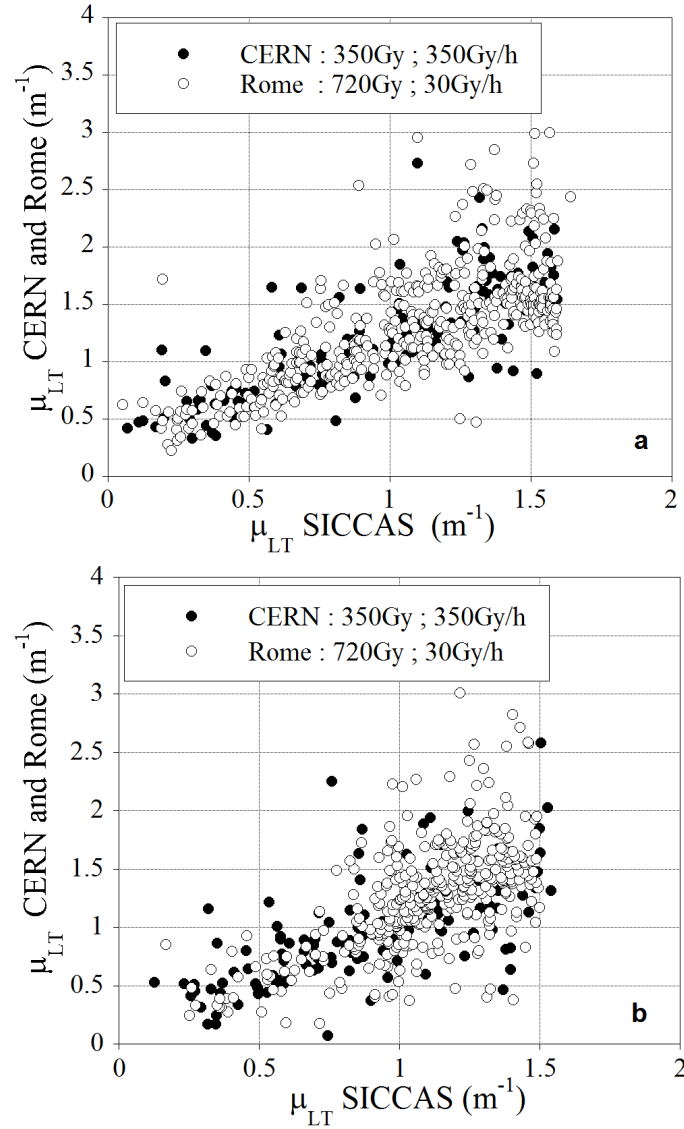 4
CERN : 350Gy ; 350Gy/h
3.5
Rome : 720Gy ; 30Gy/h
3
2.5
2
1.5
1
0.5
0
μLT CERN and Rome (m-1)
a
0 0.5 1 1.5 2
μLT SICCAS (m-1)
4
CERN : 350Gy ; 350Gy/h
3.5
Rome : 720Gy ; 30Gy/h
3
2.5
2
1.5
1
0.5
0
μLT CERN and Rome (m-1)
b
0 0.5 1 1.5 2
μLT SICCAS (m-1)